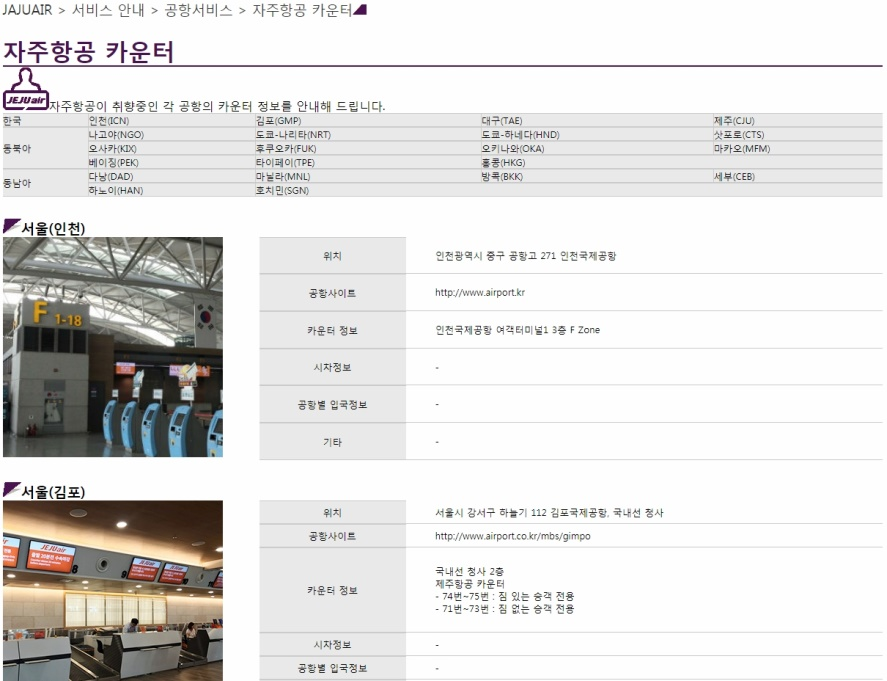 JAJUAIR > 서비스 안내 > 공항서비스 > 자주항공 카운터
자주항공 카운터
JEJUair
자주항공이 취향중인 각 공항의 카운터 정보를 안내해 드립니다.
한국 인천(ICN) 김포(GMP) 대구(TAE) 제주(CJU)
동북아 나고야(NGO) 도쿄-나리타(NRT) 도쿄-하네다(HND) 삿포로(CTS)
오사카(KIX) 후쿠오카(FUK) 오키나와(OKA) 마카오(MFM)
베이징(PEK) 타이페이(TPE) 홍콩(HKG)
동남아 다낭(DAD) 마닐라(MNL) 방콕(BKK) 세부(CEB)
하노이(HAN) 호치민(SGN)
서울(인천)
F 1-18
위치 인천광역시 중구 공항고 271 인천국제공항
공항사이트 http://www.airport.kr
카운터 정보 인천국제공항 여객터미널1 3층 F Zone
시차정보 -
공항별 입국정보 -
기타 -
서울(김포)
JEJUair
JEJUair
JEJUair
위치 서울시 강서구 하늘기 112 김포국제공항, 국내선 청사
공항사이트 http://www.airport.co.kr/mbs/gimpo
카운터 정보
국내선 청사 2층
제주항공 카운터
- 74번~75번 : 짐 있는 승객 전용
- 71번~73번 : 짐 없는 승객 전용
시차정보 -
공항별 입국정보 -